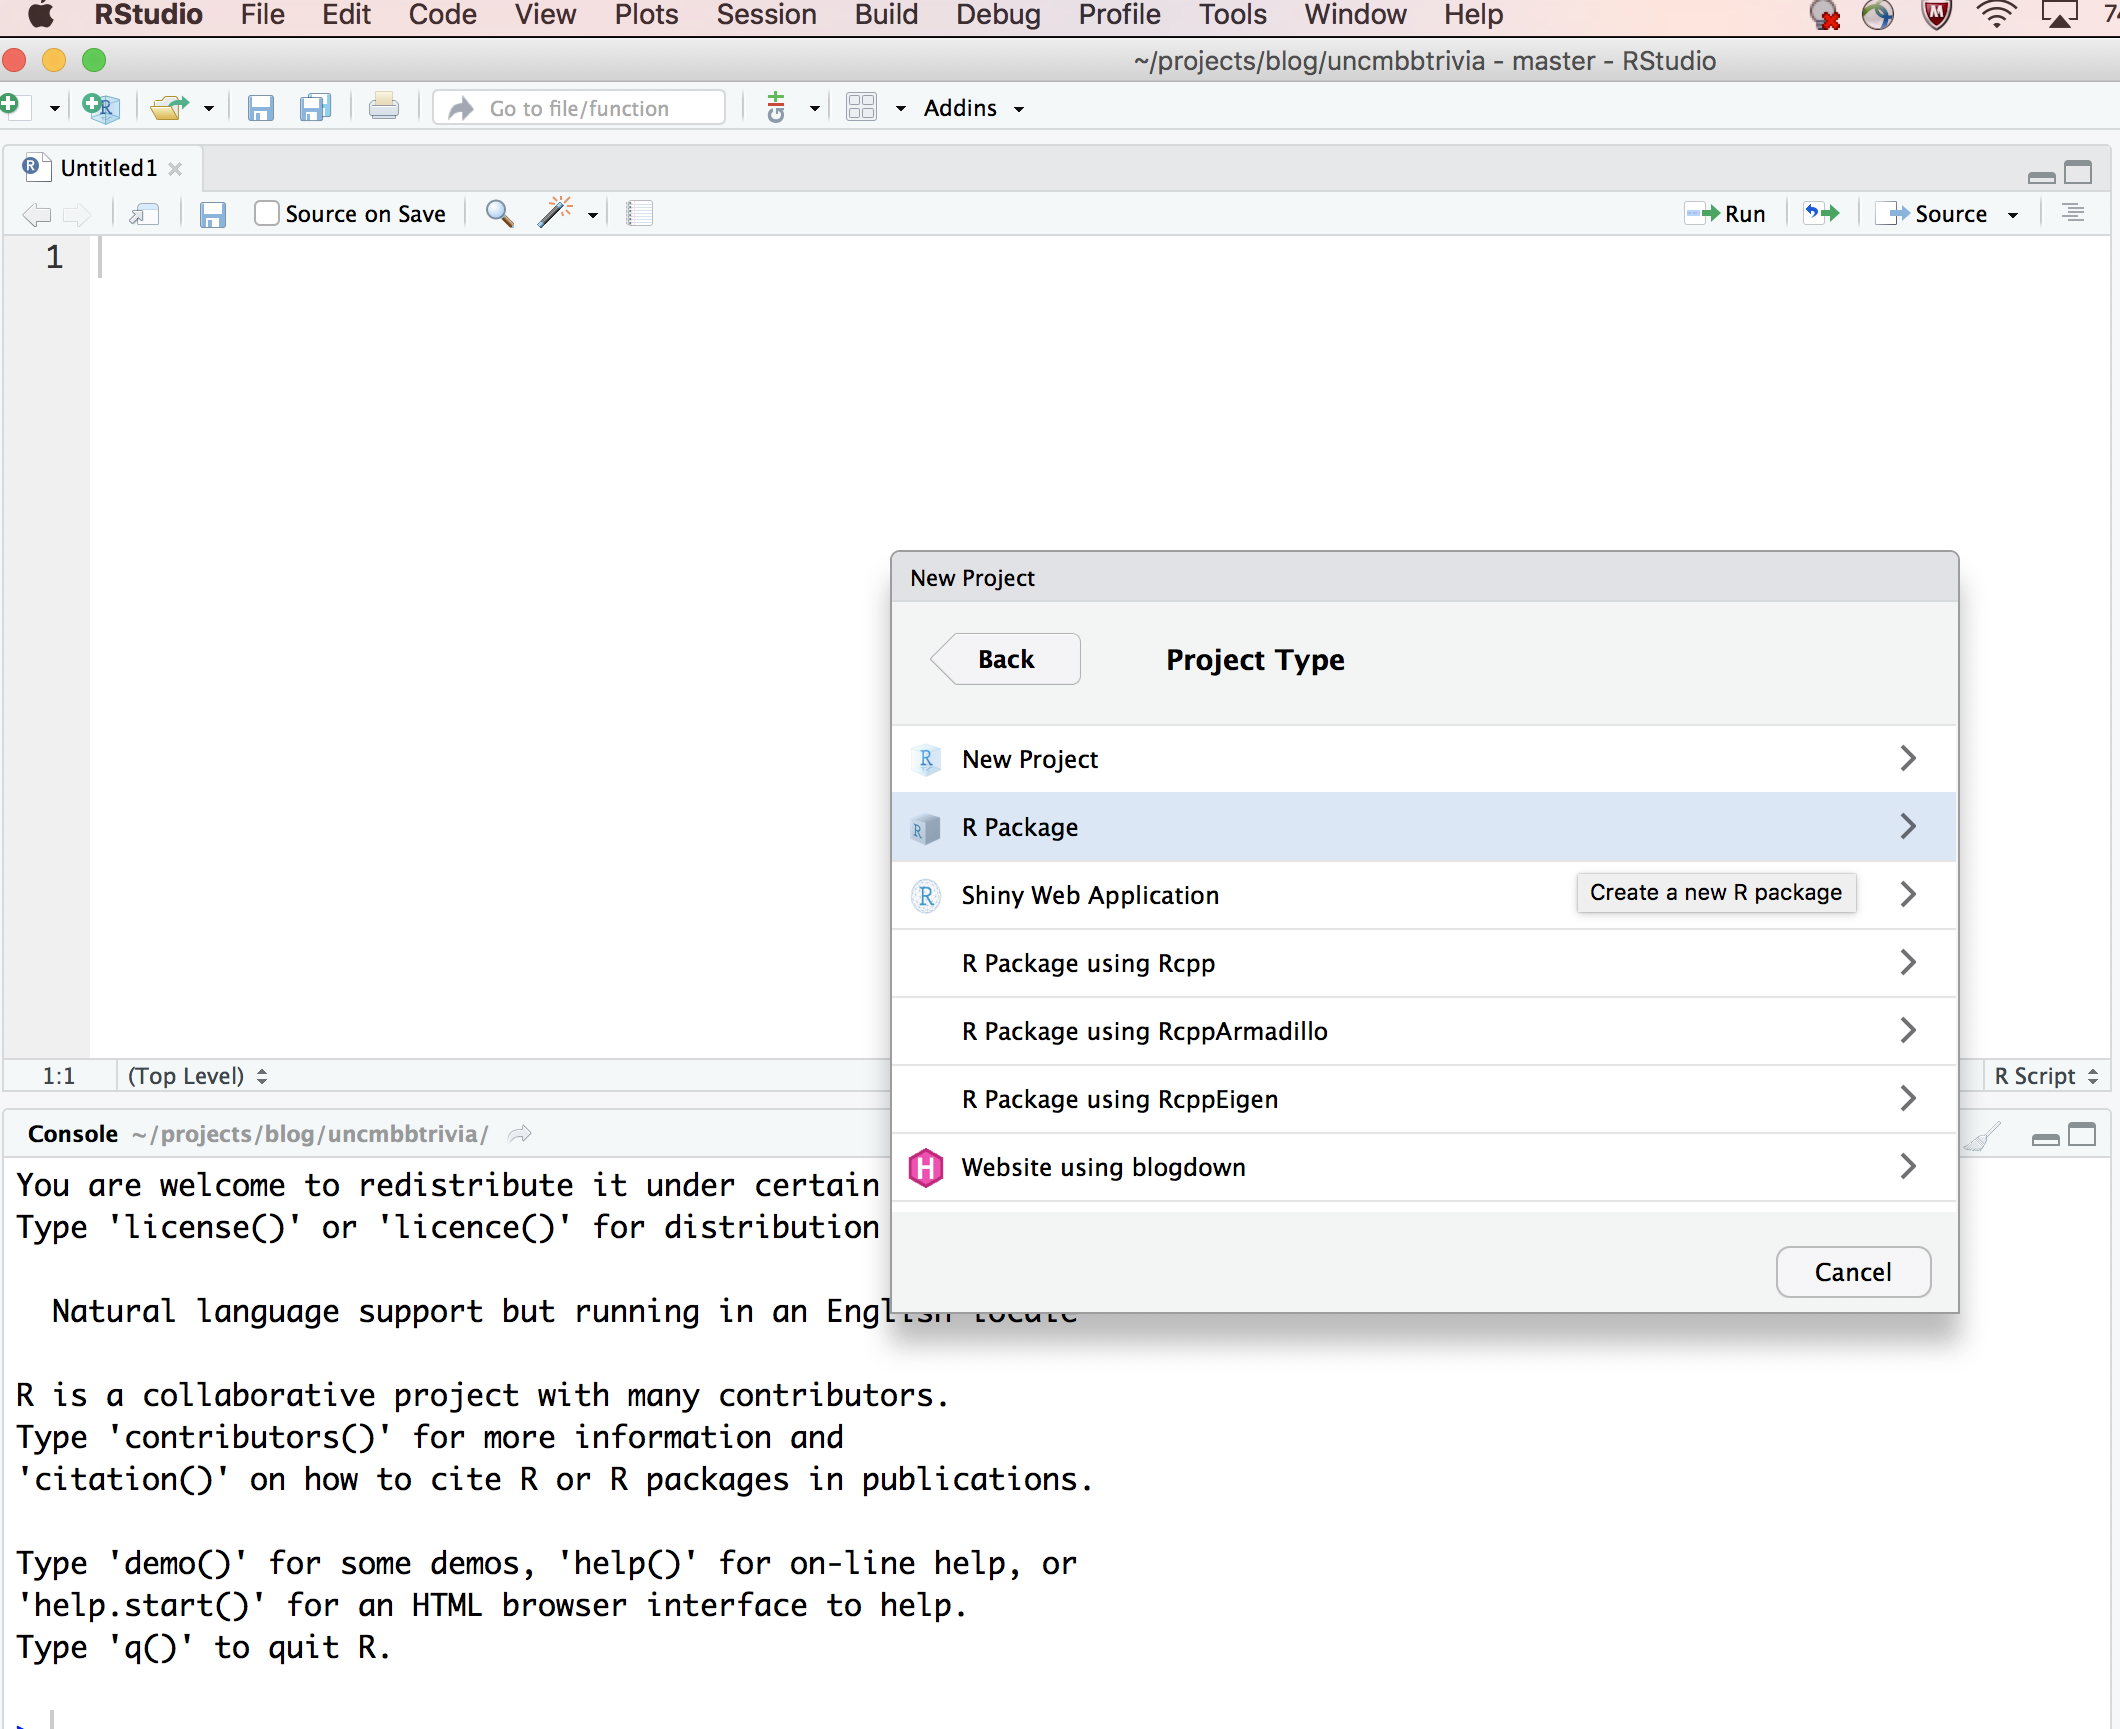 RStudio File Edit Code View Plots Session Build Debug Profile Tools Window Help
~/projects/blog/uncmbbtrivia - master - RStudio
Go to file/function Addins
Untitled1
Source on Save Run Source
1
New Project
Back Project Type
New Project
R Package
Shiny Web Application Create a new R package
R Package using Rcpp
R Package using RcppArmadillo
R Package using RcppEigen
Website using blogdown
Cancel
1:1 (Top Level) R Script
Console ~/projects/blog/uncmbbtrivia/
You are welcome to redistribute it under certain
Type 'license()' or 'licence()' for distribution
Natural language support but running in an English locale
R is a collaborative project with many contributors.
Type 'contributors()' for more information and
'citation()' on how to cite R or R packages in publications.
Type 'demo()' for some demos, 'help()' for on-line help, or
'help.start()' for an HTML browser interface to help.
Type 'q()' to quit R.
>